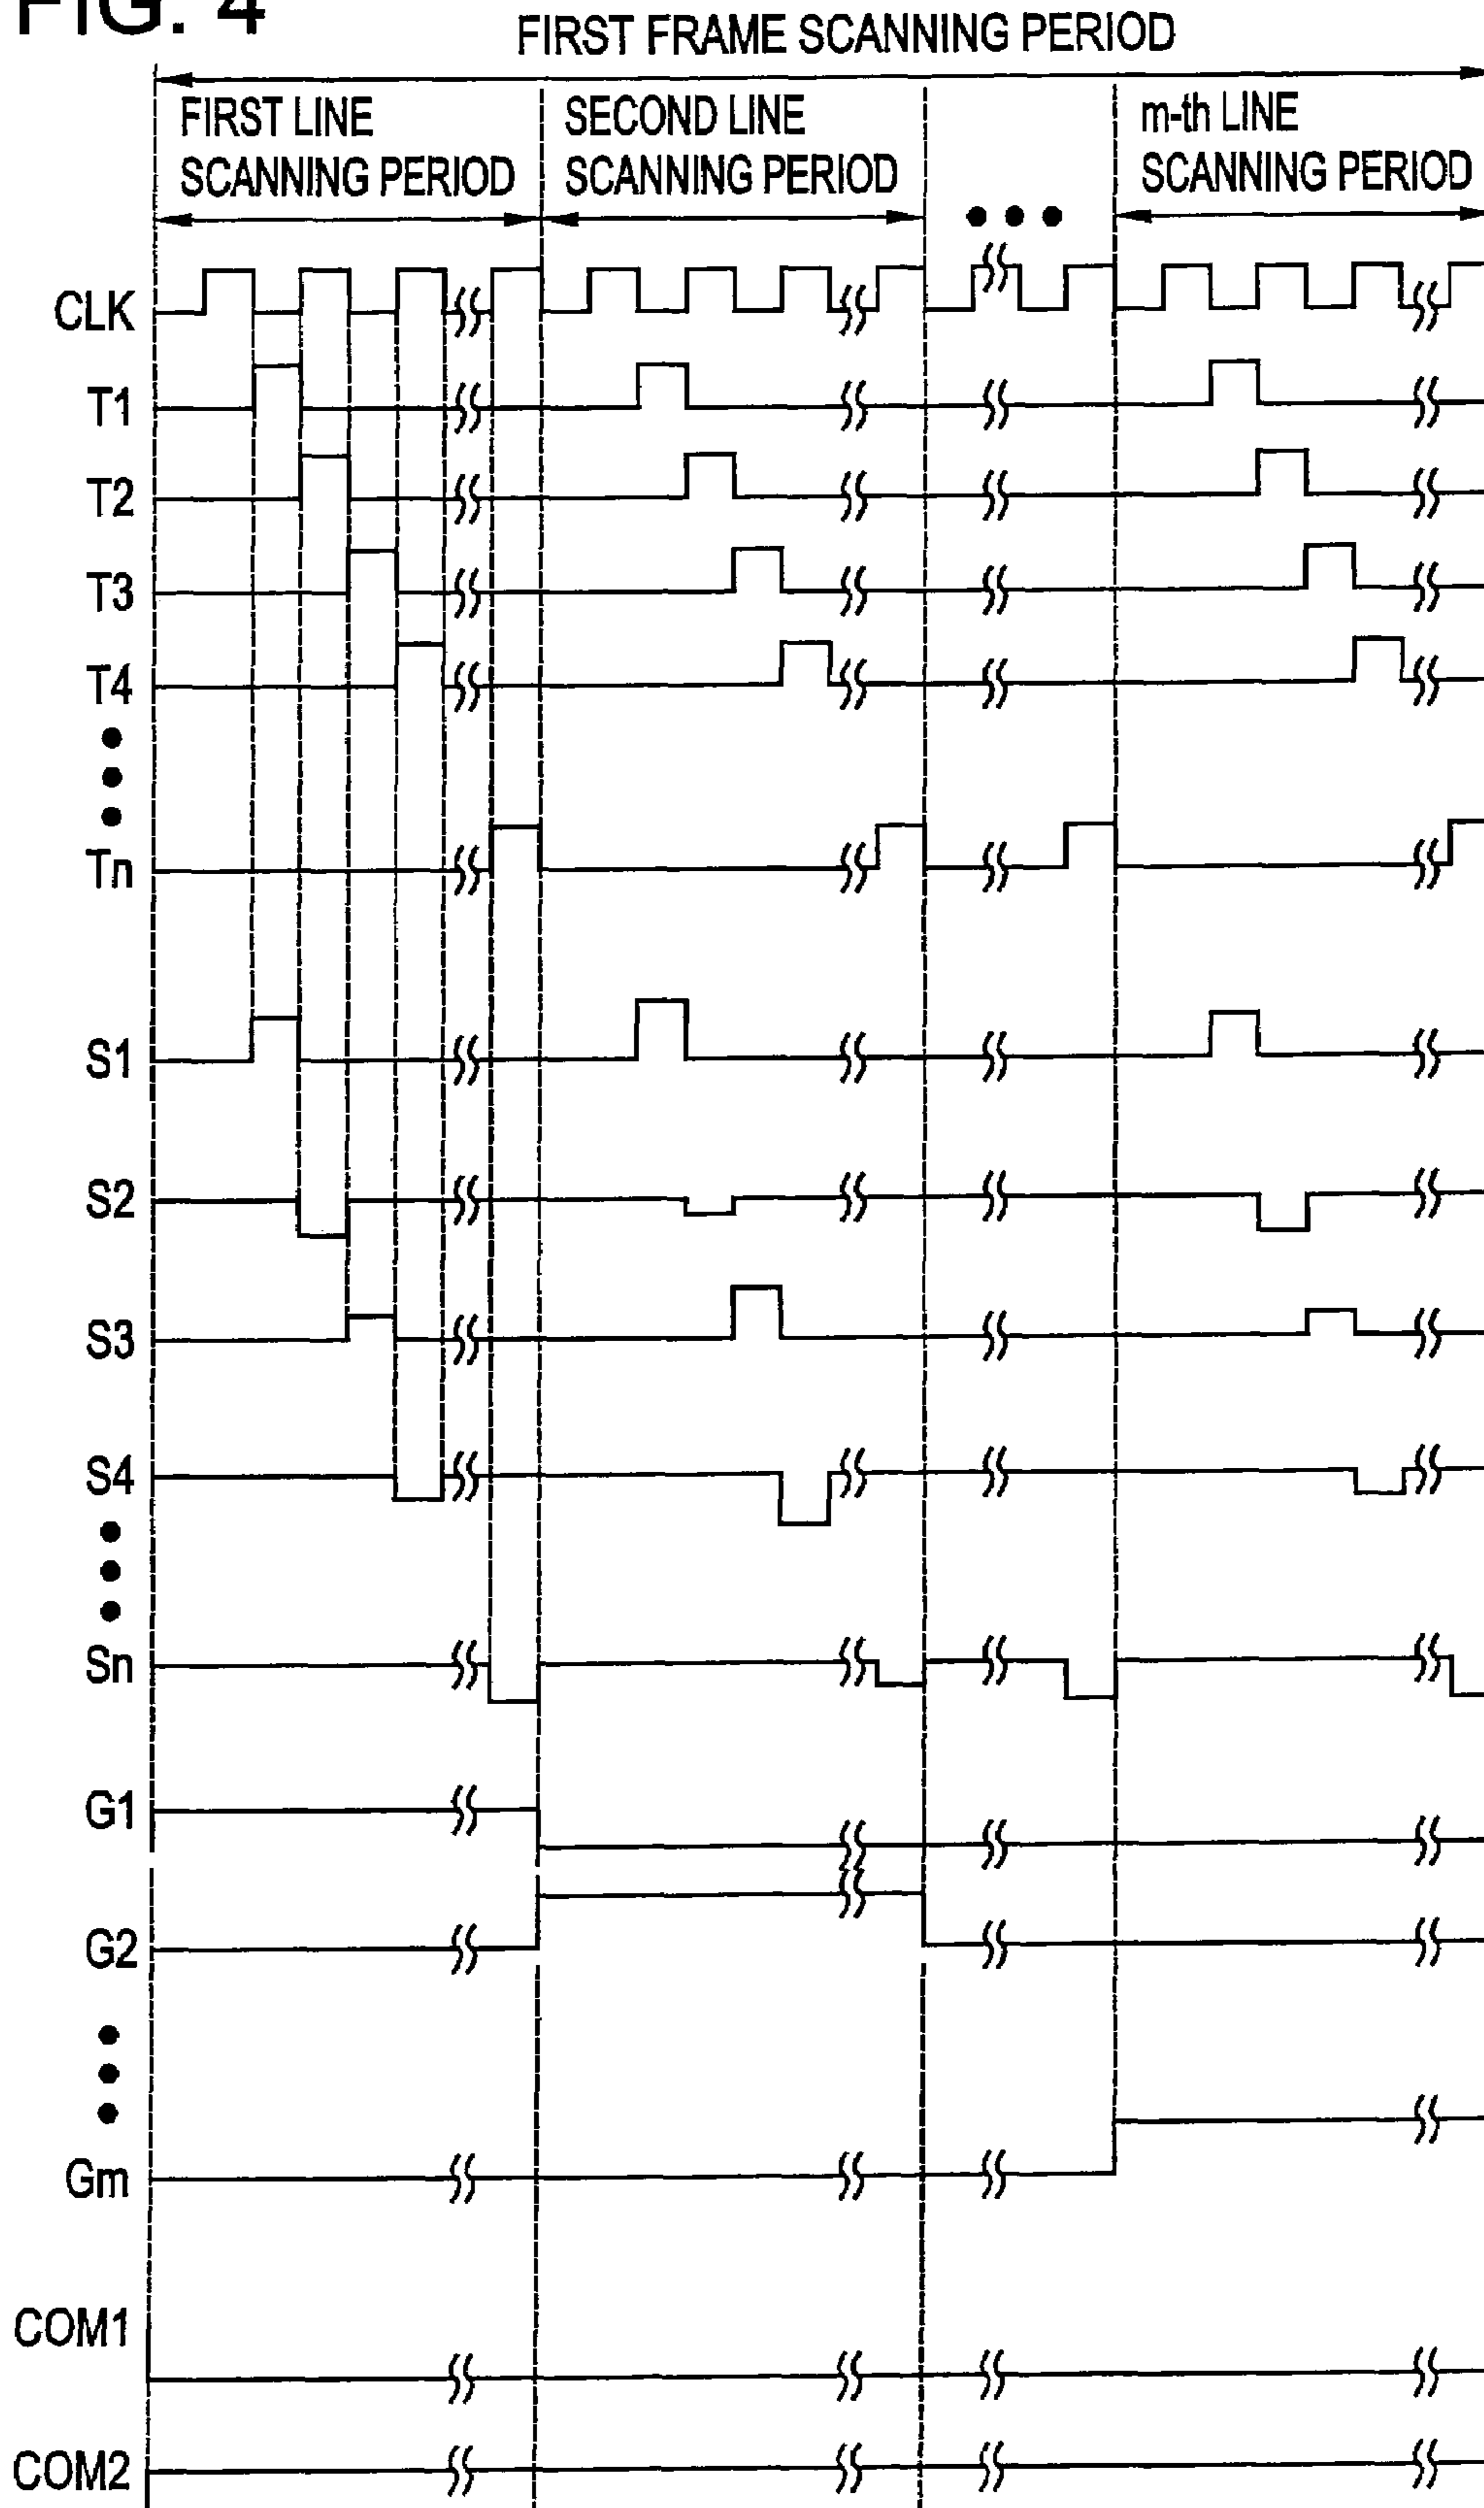 FIG. 4
FIRST FRAME SCANNING PERIOD
FIRST LINE
SCANNING PERIOD
SECOND LINE
SCANNING PERIOD
m-th LINE
SCANNING PERIOD
CLK
T1
T2
T3
T4
Tn
S1
S2
S3
S4
Sn
G1
G2
Gm
COM1
COM2